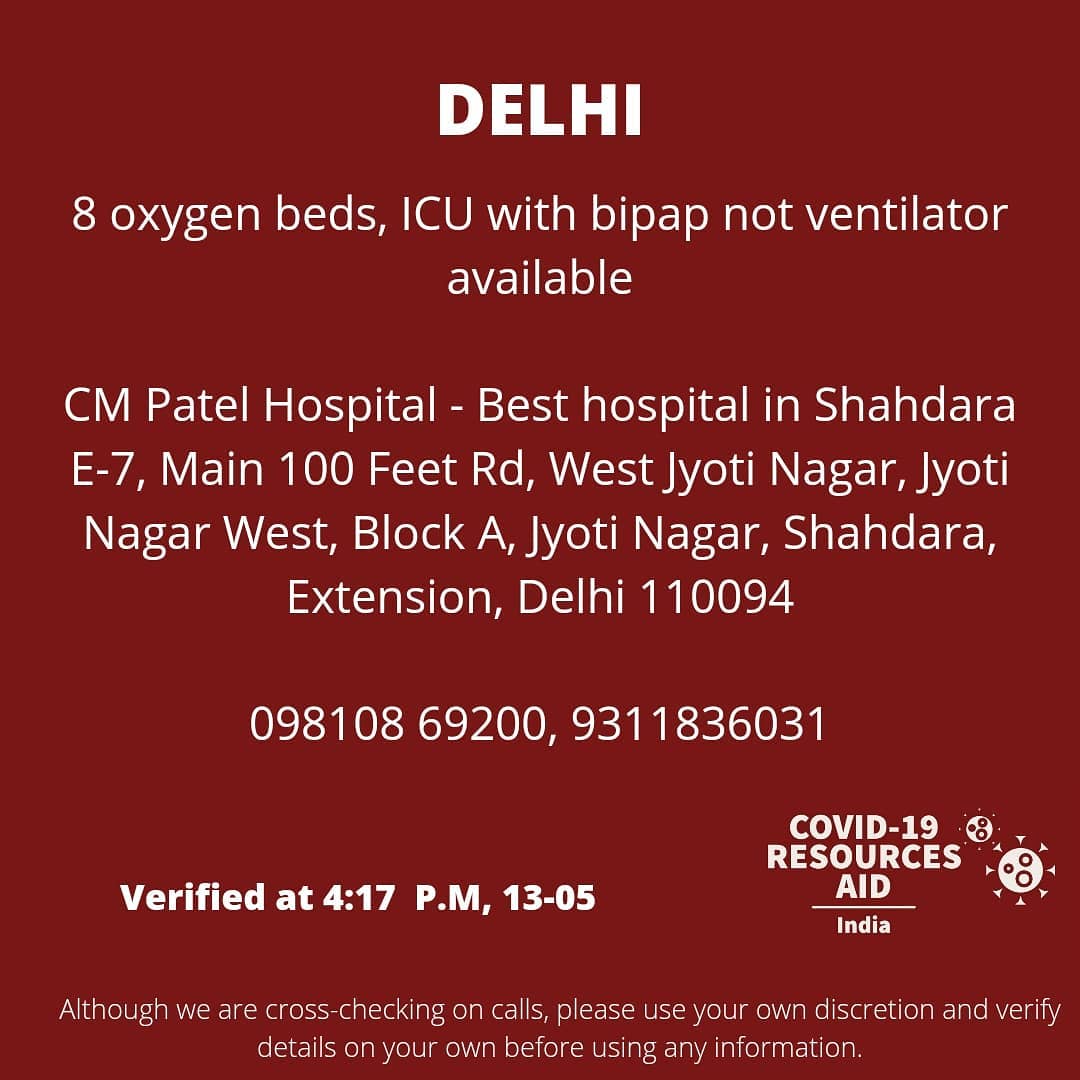 DELHI
8 oxygen beds, ICU with bipap not ventilator
available
CM Patel Hospital - Best hospital in Shahdara
E-7, Main 100 Feet Rd, West Jyoti Nagar, Jyoti
Nagar West, Block A, Jyoti Nagar, Shahdara,
Extension, Delhi 110094
098108 69200, 9311836031
COVID-19
RESOURCES
AID
India
Verified at 4:17  P.M, 13-05
Although we are cross-checking on calls, please use your own discretion and verify
details on your own before using any information.